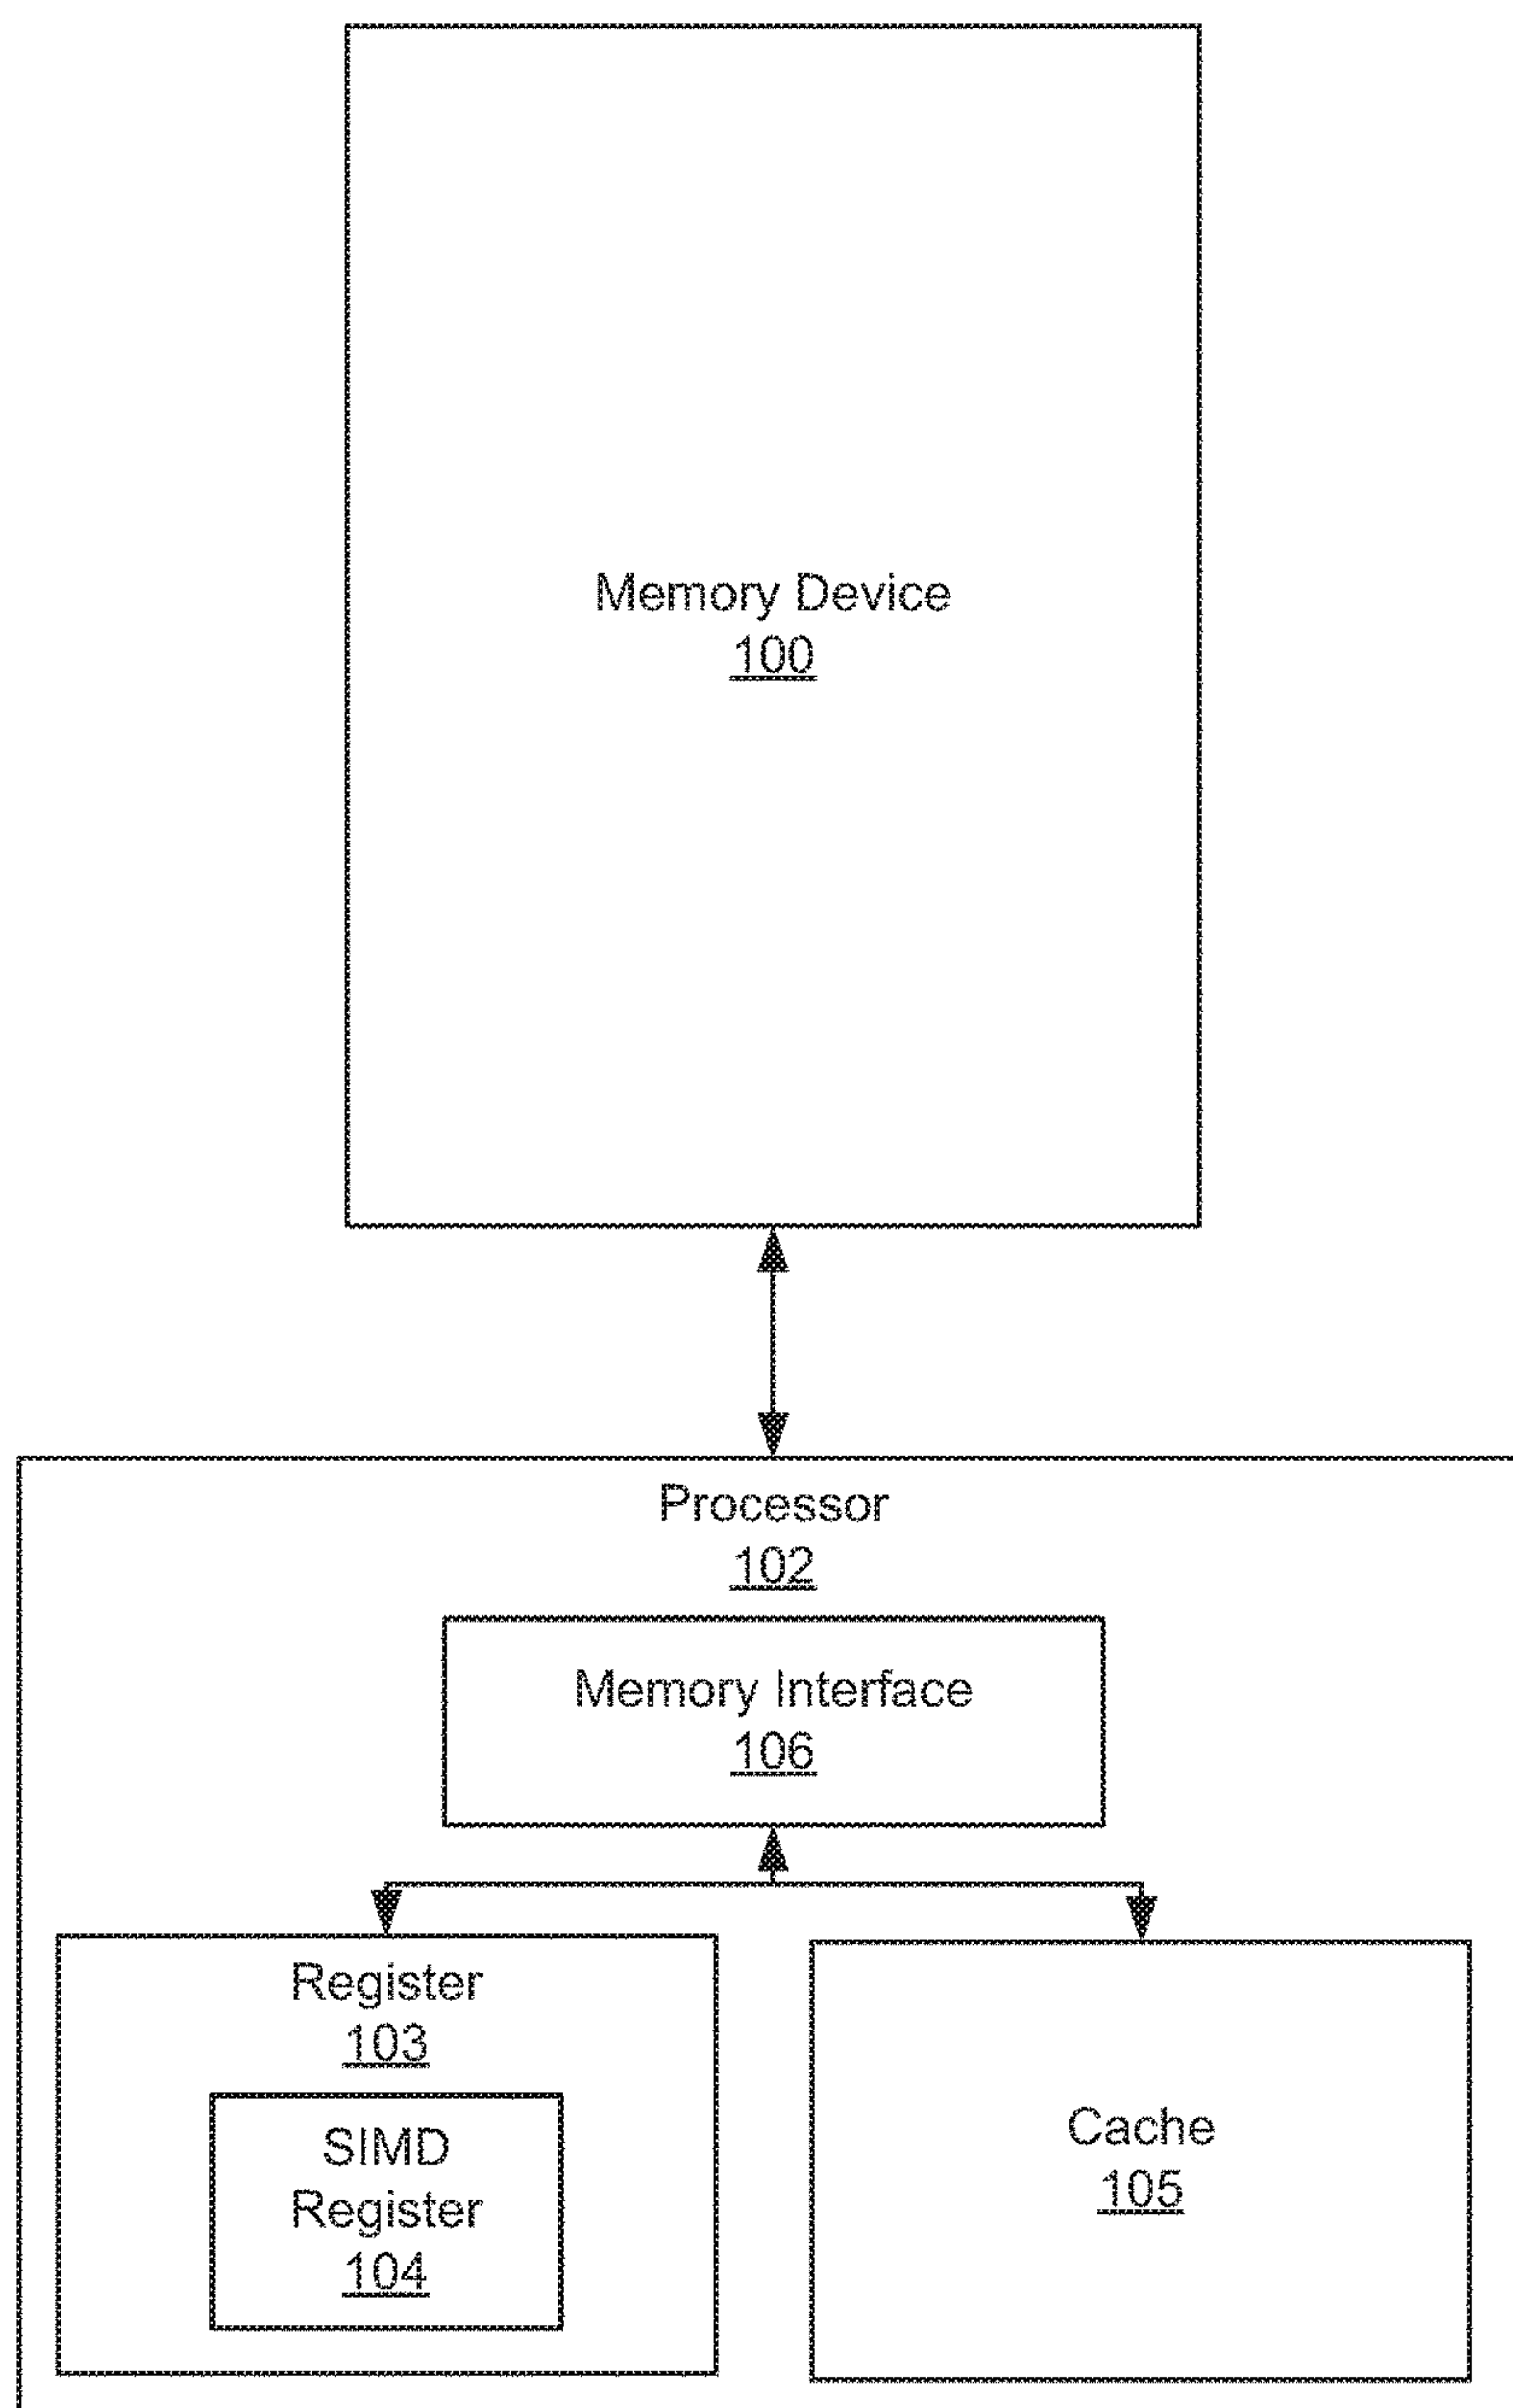 Memory Device
100
Processor
102
Memory Interface
106
Register
103
SIMD
Register
104
Cache
105